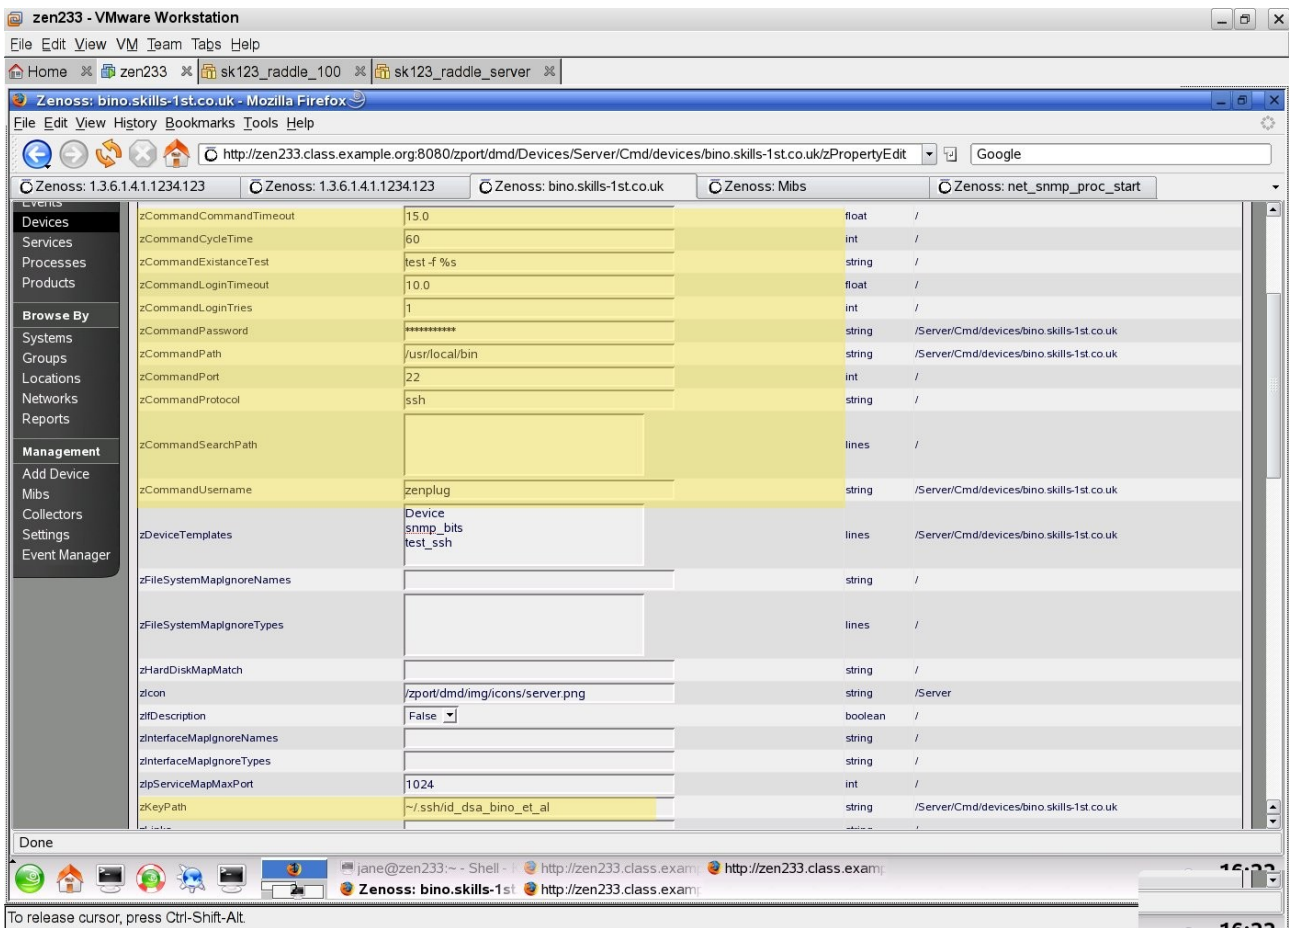 zen233 - VMware Workstation
File Edit View VM Team Tabs Help
Home zen233 sk123_raddle_100 sk123_raddle_server
Zenoss: bino.skills-1st.co.uk - Mozilla Firefox
File Edit View History Bookmarks Tools Help
http://zen233.class.example.org:8080/zport/dmd/Devices/Server/Cmd/devices/bino.skills-1st.co.uk/zPropertyEdit Google
Zenoss: 1.3.6.1.4.1.1234.123 Zenoss: 1.3.6.1.4.1.1234.123 Zenoss: bino.skills-1st.co.uk Zenoss: Mibs Zenoss: net_snmp_proc_start
Events
Devices
Services
Processes
Products
Browse By
Systems
Groups
Locations
Networks
Reports
Management
Add Device
Mibs
Collectors
Settings
Event Manager
zCommandCommandTimeout 15.0 float /
zCommandCycleTime 60 int /
zCommandExistanceTest test -f %s string /
zCommandLoginTimeout 10.0 float /
zCommandLoginTries 1 int /
zCommandPassword *********** string /Server/Cmd/devices/bino.skills-1st.co.uk
zCommandPath /usr/local/bin string /Server/Cmd/devices/bino.skills-1st.co.uk
zCommandPort 22 int /
zCommandProtocol ssh string /
zCommandSearchPath lines /
zCommandUsername zenplug string /Server/Cmd/devices/bino.skills-1st.co.uk
zDeviceTemplates Device lines /Server/Cmd/devices/bino.skills-1st.co.uk
snmp_bits
test_ssh
zFileSystemMapIgnoreNames string /
zFileSystemMapIgnoreTypes lines /
zHardDiskMapMatch string /
zIcon /zport/dmd/img/icons/server.png string /Server
zIfDescription False boolean /
zInterfaceMapIgnoreNames string /
zInterfaceMapIgnoreTypes string /
zIpServiceMapMaxPort 1024 int /
zKeyPath ~/.ssh/id_dsa_bino_et_al string /Server/Cmd/devices/bino.skills-1st.co.uk
zLinks string /
Done
jane@zen233:~ - Shell - http://zen233.class.examp http://zen233.class.examp
Zenoss: bino.skills-1st http://zen233.class.examp
16:22
To release cursor, press Ctrl-Shift-Alt.